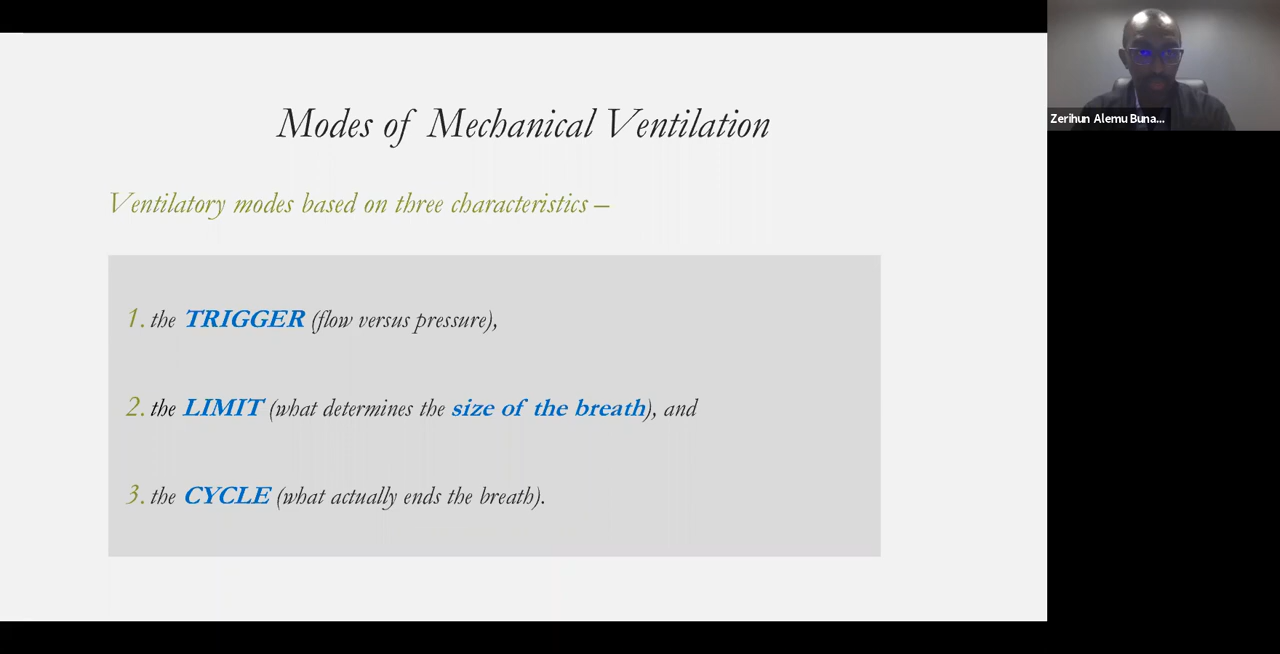 Modes of Mechanical Ventilation
Ventilatory modes based on three characteristics –
1. the TRIGGER (flow versus pressure),
2. the LIMIT (what determines the size of the breath), and
3. the CYCLE (what actually ends the breath).
Zerihun Alemu Buna...